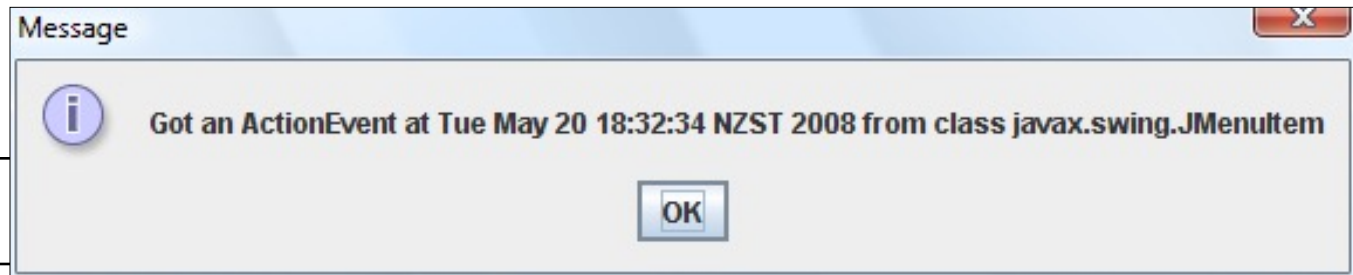 Message
Got an ActionEvent at Tue May 20 18:32:34 NZST 2008 from class javax.swing.JMenuItem
OK